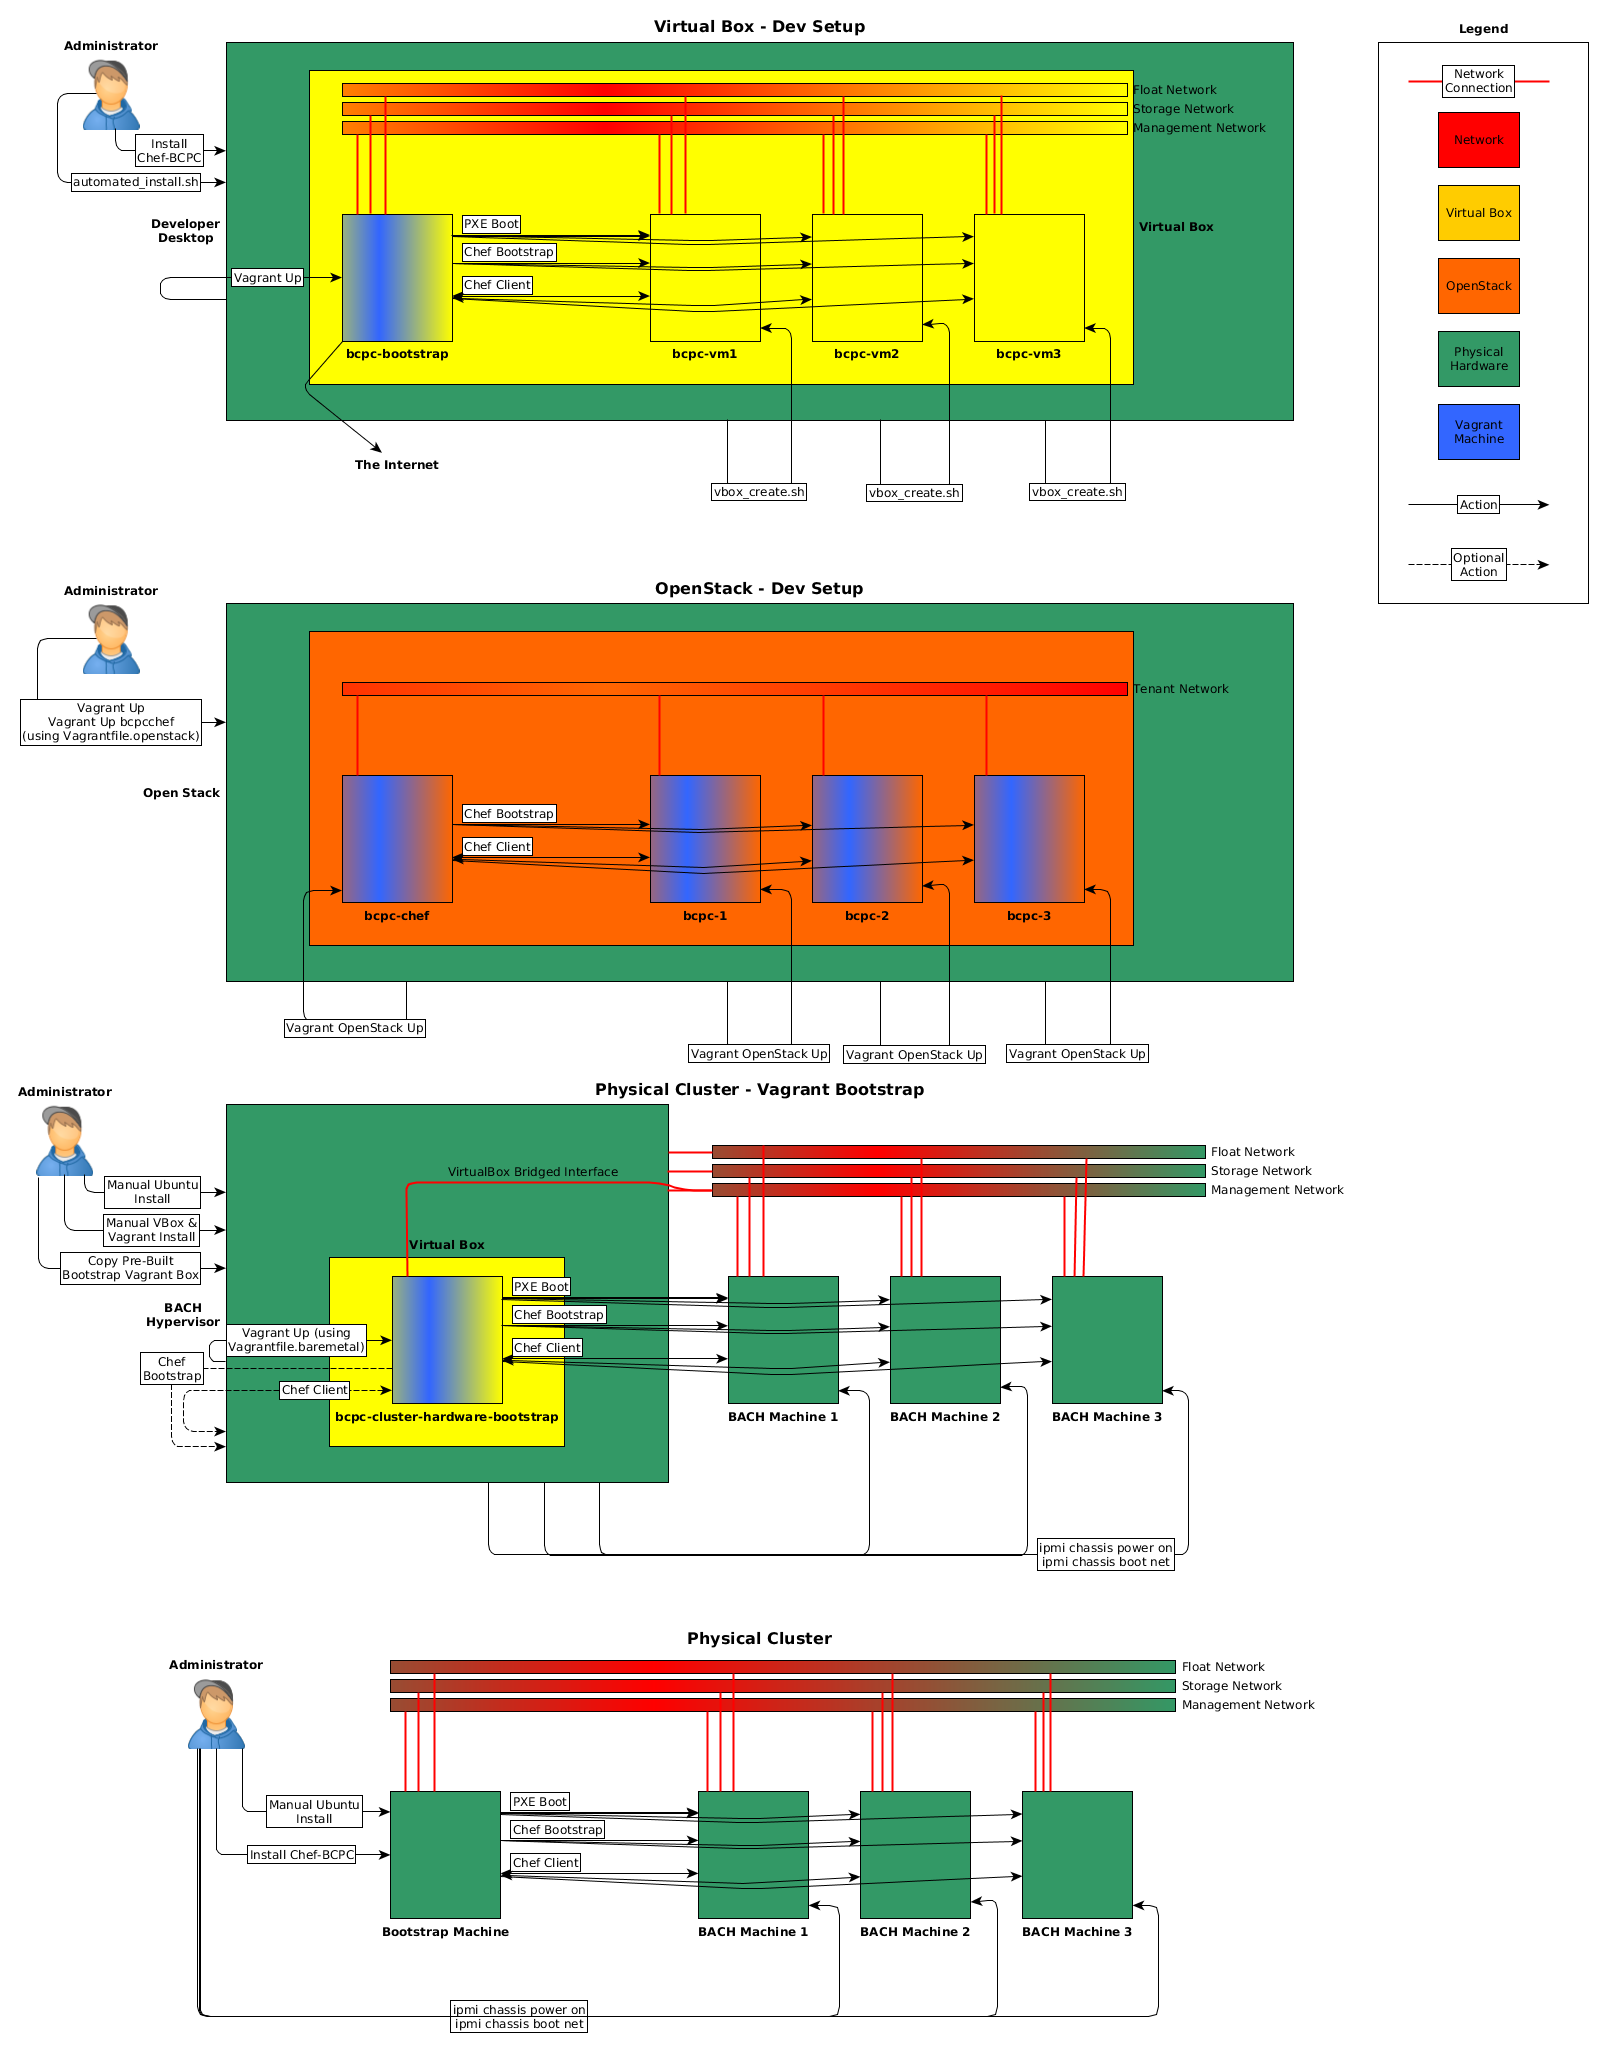 Virtual Box - Dev Setup
Administrator
Install
Chef-BCPC
automated_install.sh
Developer
Desktop
Vagrant Up
Float Network
Storage Network
Management Network
Virtual Box
PXE Boot
Chef Bootstrap
Chef Client
bcpc-bootstrap
bcpc-vm1
bcpc-vm2
bcpc-vm3
The Internet
vbox_create.sh
vbox_create.sh
vbox_create.sh
Legend
Network
Connection
Network
Virtual Box
OpenStack
Physical
Hardware
Vagrant
Machine
Action
Optional
Action
OpenStack - Dev Setup
Administrator
Vagrant Up
Vagrant Up bcpcchef
(using Vagrantfile.openstack)
Open Stack
Tenant Network
Chef Bootstrap
Chef Client
bcpc-chef
bcpc-1
bcpc-2
bcpc-3
Vagrant OpenStack Up
Vagrant OpenStack Up
Vagrant OpenStack Up
Vagrant OpenStack Up
Physical Cluster - Vagrant Bootstrap
Administrator
Manual Ubuntu
Install
Manual VBox &
Vagrant Install
Copy Pre-Built
Bootstrap Vagrant Box
BACH
Hypervisor
Vagrant Up (using
Vagrantfile.baremetal)
Chef
Bootstrap
Chef Client
VirtualBox Bridged Interface
Virtual Box
Float Network
Storage Network
Management Network
PXE Boot
Chef Bootstrap
Chef Client
bcpc-cluster-hardware-bootstrap
BACH Machine 1
BACH Machine 2
BACH Machine 3
ipmi chassis power on
ipmi chassis boot net
Physical Cluster
Administrator
Float Network
Storage Network
Management Network
Manual Ubuntu
Install
Install Chef-BCPC
PXE Boot
Chef Bootstrap
Chef Client
Bootstrap Machine
BACH Machine 1
BACH Machine 2
BACH Machine 3
ipmi chassis power on
ipmi chassis boot net